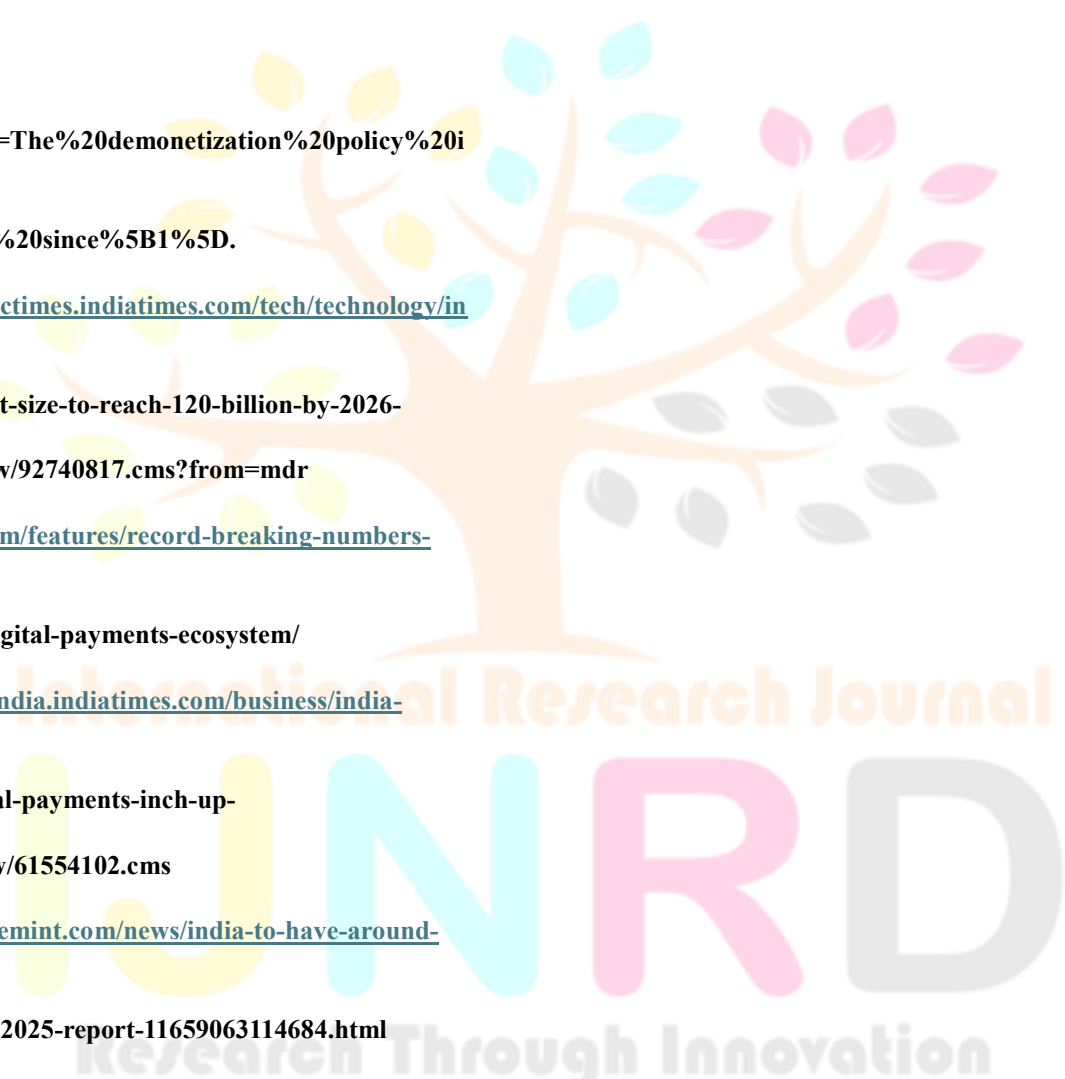 =The%20demonetization%20policy%20i
%20since%5B1%5D.
ctimes.indiatimes.com/tech/technology/in
t-size-to-reach-120-billion-by-2026-
w/92740817.cms?from=mdr
m/features/record-breaking-numbers-
gital-payments-ecosystem/
ndia.indiatimes.com/business/india-
al-payments-inch-up-
w/61554102.cms
emint.com/news/india-to-have-around-
2025-report-11659063114684.html
International Research Journal
IJNRD
Research Through Innovation